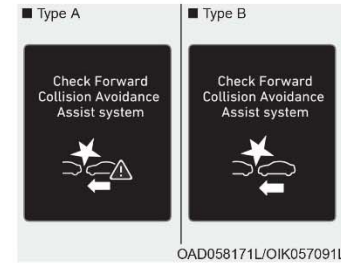 ■ Type A
■ Type B
Check Forward
Collision Avoidance
Assist system
Check Forward
Collision Avoidance
Assist system
OAD058171L/OIK057091L